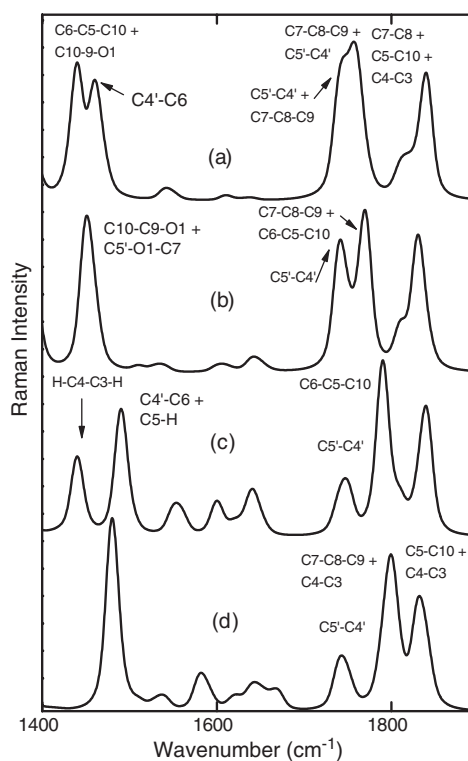 C6-C5-C10 +
C10-9-O1
C4'-C6
C7-C8-C9 +
C5'-C4'
C5'-C4' +
C7-C8-C9
C7-C8 +
C5-C10 +
C4-C3
(a)
C10-C9-O1 +
C5'-O1-C7
C7-C8-C9 +
C6-C5-C10
C5'-C4'
(b)
H-C4-C3-H
C4'-C6 +
C5-H
C6-C5-C10
C5'-C4'
(c)
C7-C8-C9 +
C4-C3
C5-C10 +
C4-C3
C5'-C4'
(d)
Raman Intensity
1400 1600 1800
Wavenumber (cm⁻¹)